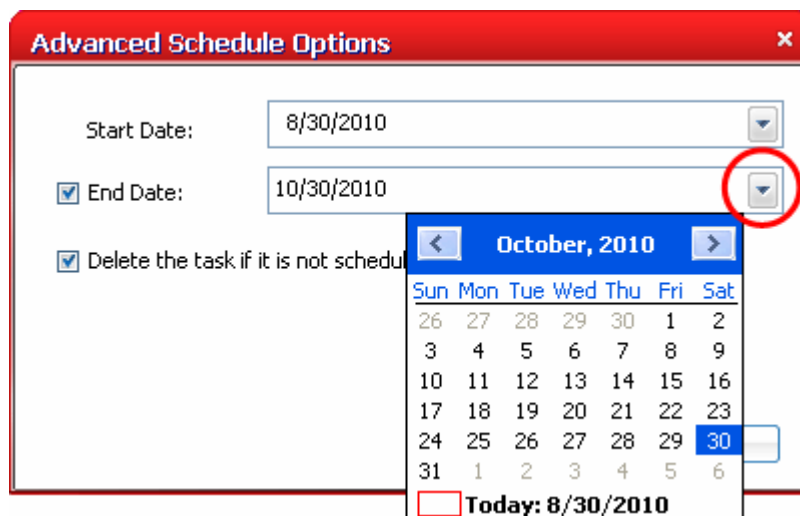 Advanced Schedule Options
Start Date: 8/30/2010
End Date: 10/30/2010
Delete the task if it is not
October, 2010
Sun Mon Tue Wed Thu Fri Sat
26 27 28 29 30 1 2
3 4 5 6 7 8 9
10 11 12 13 14 15 16
17 18 19 20 21 22 23
24 25 26 27 28 29 30
31 1 2 3 4 5 6
Today: 8/30/2010